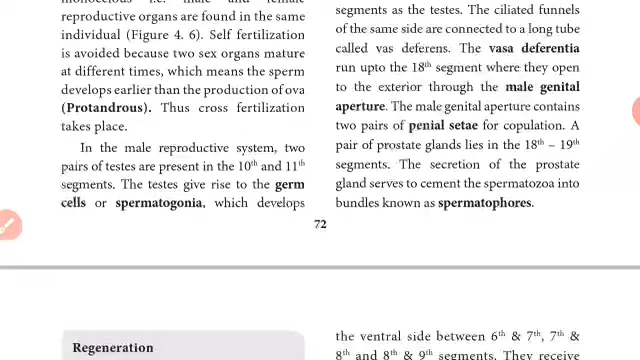 monoecious i.e. male and female
reproductive organs are found in the same
individual (Figure 4. 6). Self fertilization
is avoided because two sex organs mature
at different times, which means the sperm
develops earlier than the production of ova
(Protandrous). Thus cross fertilization
takes place.
In the male reproductive system, two
pairs of testes are present in the 10th and 11th
segments. The testes give rise to the germ
cells or spermatogonia, which develops
segments as the testes. The ciliated funnels
of the same side are connected to a long tube
called vas deferens. The vasa deferentia
run upto the 18th segment where they open
to the exterior through the male genital
aperture. The male genital aperture contains
two pairs of penial setae for copulation. A
pair of prostate glands lies in the 18th – 19th
segments. The secretion of the prostate
gland serves to cement the spermatozoa into
bundles known as spermatophores.
72
Regeneration
the ventral side between 6th & 7th, 7th &
8th and 8th & 9th segments. They receive